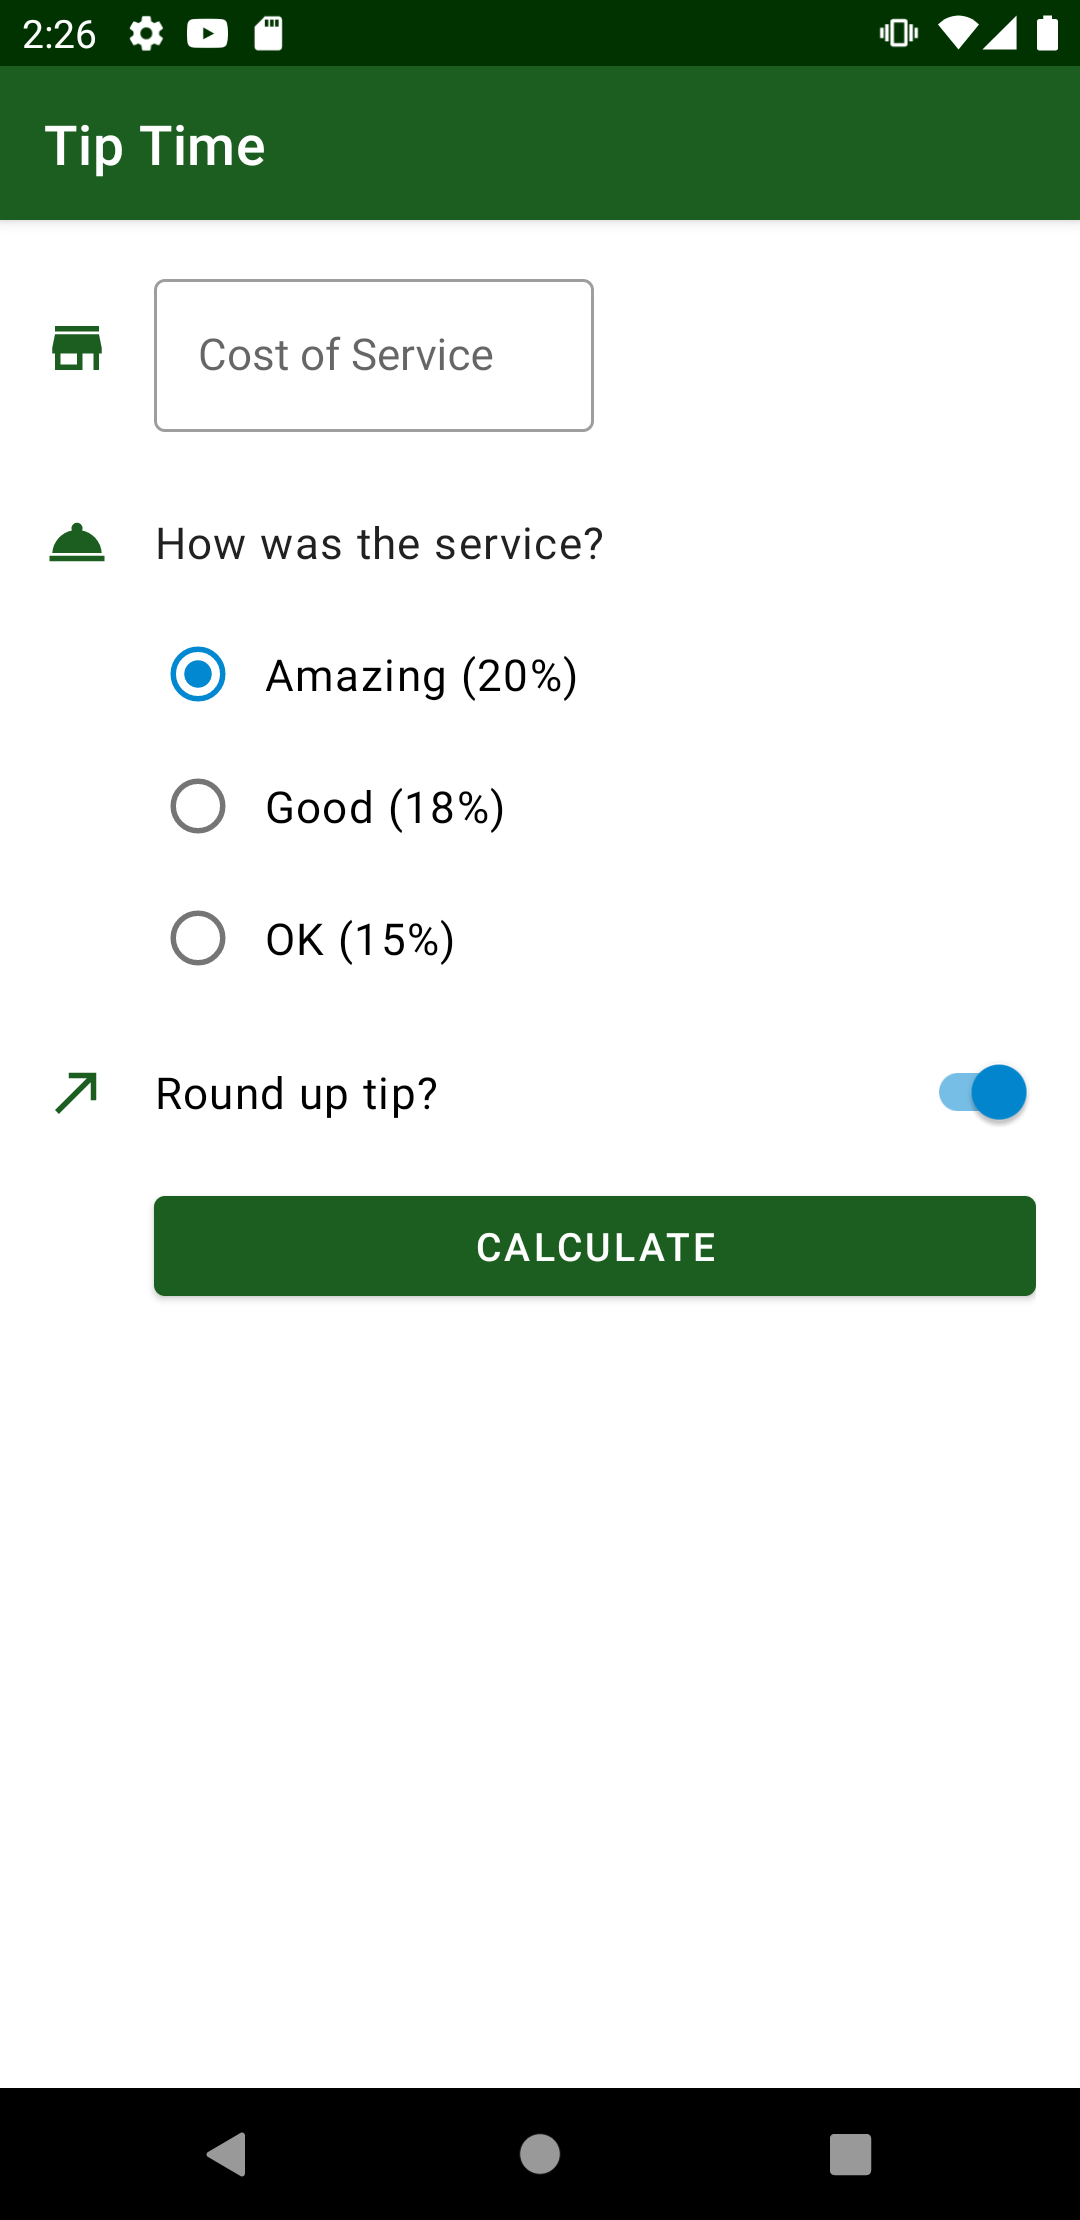 2:26
Tip Time
Cost of Service
How was the service?
Amazing (20%)
Good (18%)
OK (15%)
Round up tip?
CALCULATE